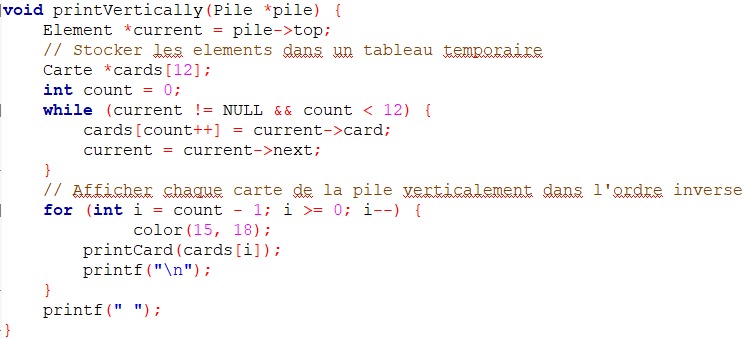 void printVertically(Pile *pile) {
    Element *current = pile->top;
    // Stocker les elements dans un tableau temporaire
    Carte *cards[12];
    int count = 0;
    while (current != NULL && count < 12) {
        cards[count++] = current->card;
        current = current->next;
    }
    // Afficher chaque carte de la pile verticalement dans l'ordre inverse
    for (int i = count - 1; i >= 0; i--) {
             color(15, 18);
        printCard(cards[i]);
        printf("\n");
    }
    printf(" ");
}